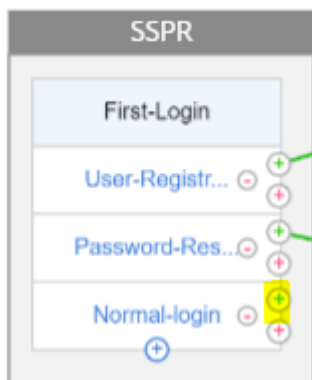 SSPR
First-Login
User-Registr...
Password-Res...
Normal-login